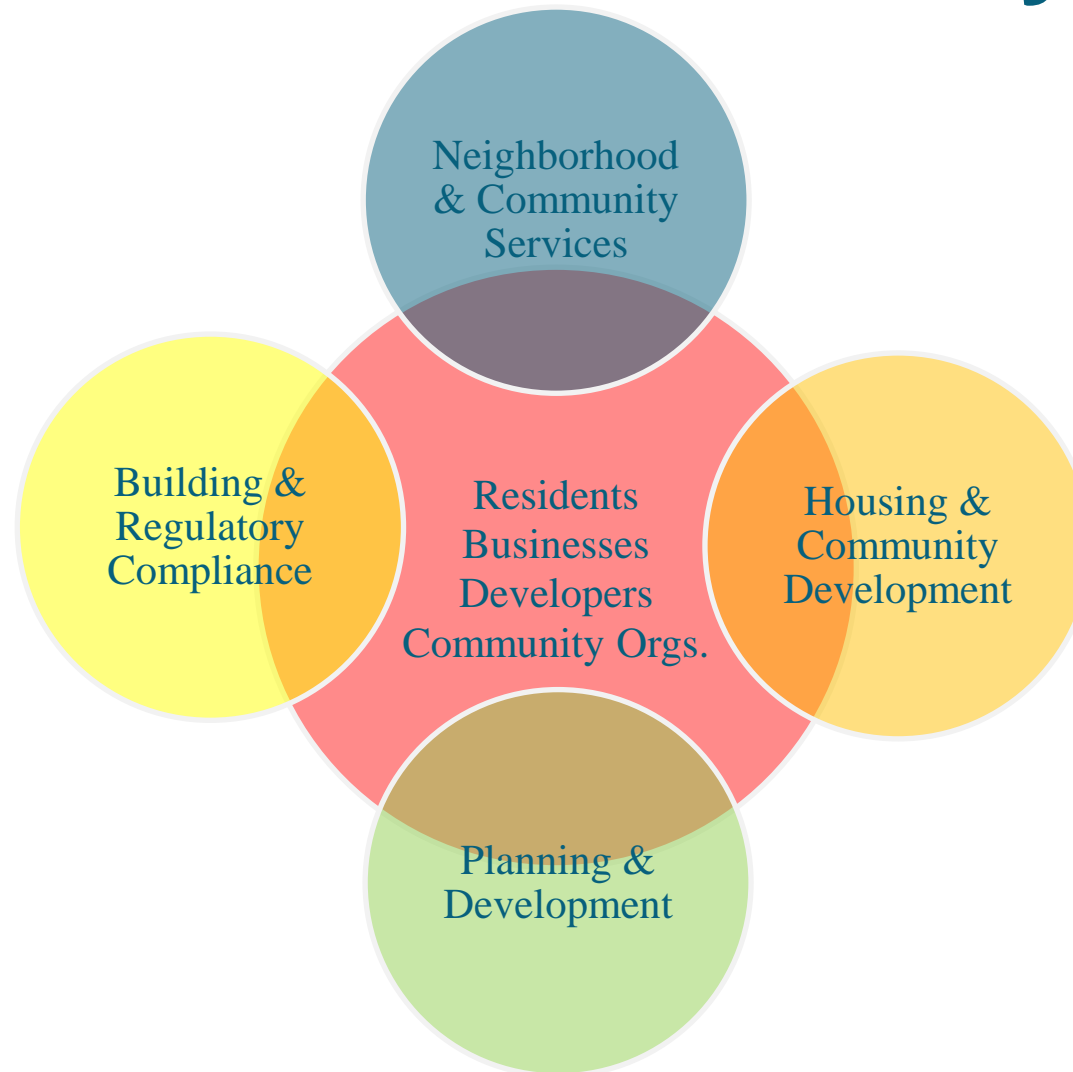 Neighborhood
& Community
Services
Building &
Regulatory
Compliance
Residents
Businesses
Developers
Community Orgs.
Housing &
Community
Development
Planning &
Development